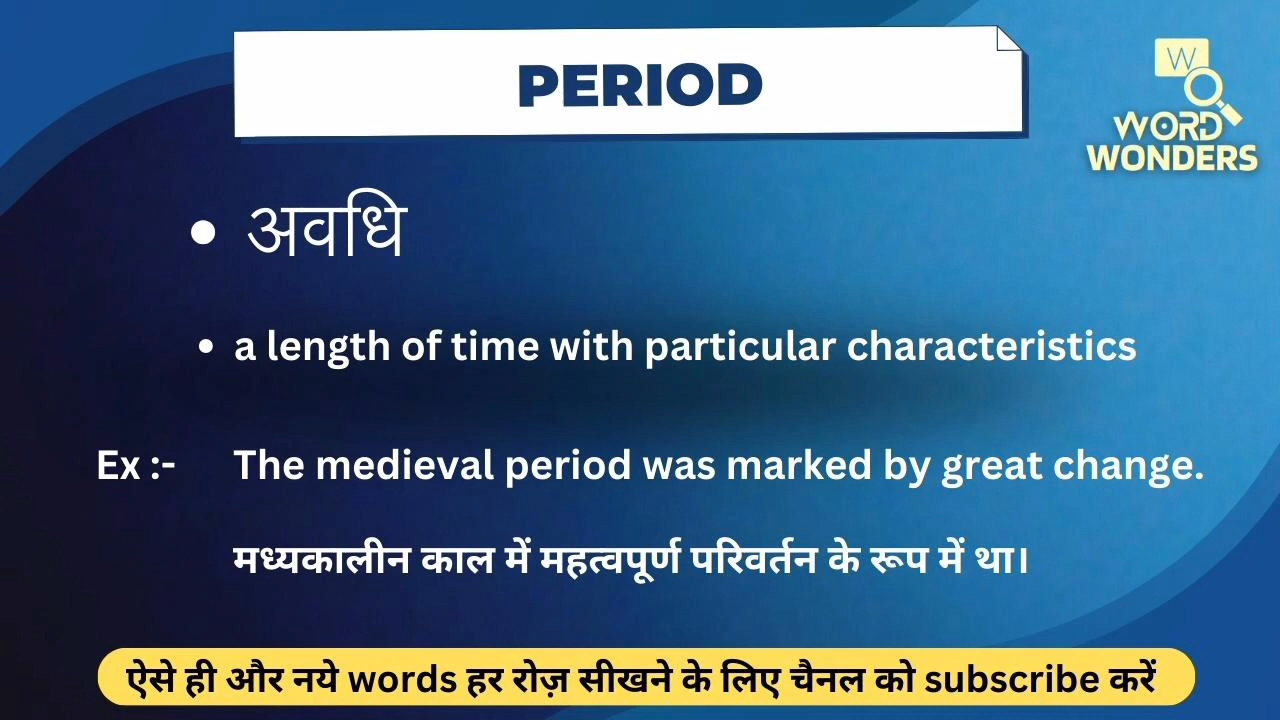 PERIOD
W
WORD
WONDERS
• अवधि
• a length of time with particular characteristics
Ex :- The medieval period was marked by great change.
मध्यकालीन काल में महत्वपूर्ण परिवर्तन के रूप में था।
ऐसे ही और नये words हर रोज़ सीखने के लिए चैनल को subscribe करें